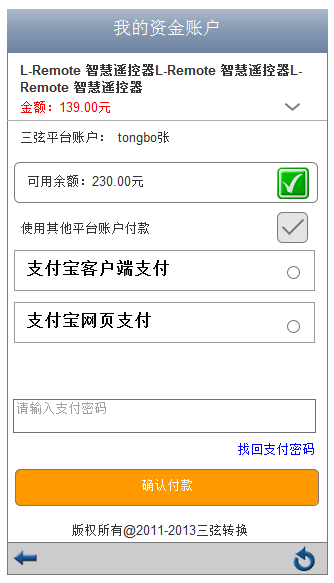 我的资金账户
L-Remote 智慧遥控器L-Remote 智慧遥控器L-
Remote 智慧遥控器
金额：139.00元
三弦平台账户： tongbo张
可用余额：230.00元
使用其他平台账户付款
支付宝客户端支付
支付宝网页支付
请输入支付密码
找回支付密码
确认付款
版权所有@2011-2013三弦转换